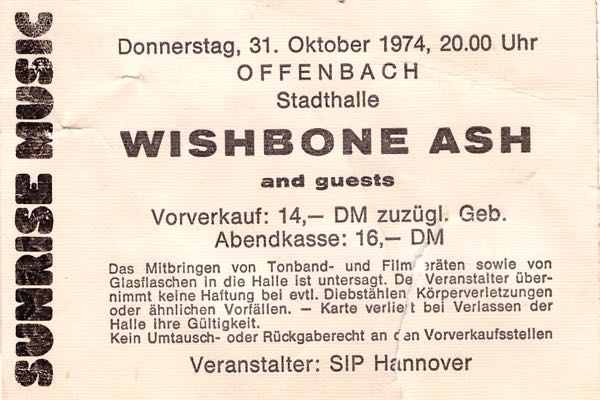 SUNRISE MUSIC
Donnerstag, 31. Oktober 1974, 20.00 Uhr
OFFENBACH
Stadthalle
WISHBONE ASH
and guests
Vorverkauf: 14,— DM zuzügl. Geb.
Abendkasse: 16,— DM
Das Mitbringen von Tonband- und Filmgeräten sowie von
Glasflaschen in die Halle ist untersagt. Der Veranstalter über-
nimmt keine Haftung bei evtl. Diebstählen, Körperverletzungen
oder ähnlichen Vorfällen. — Karte verliert bei Verlassen der
Halle ihre Gültigkeit.
Kein Umtausch- oder Rückgaberecht an den Vorverkaufsstellen
Veranstalter: SIP Hannover